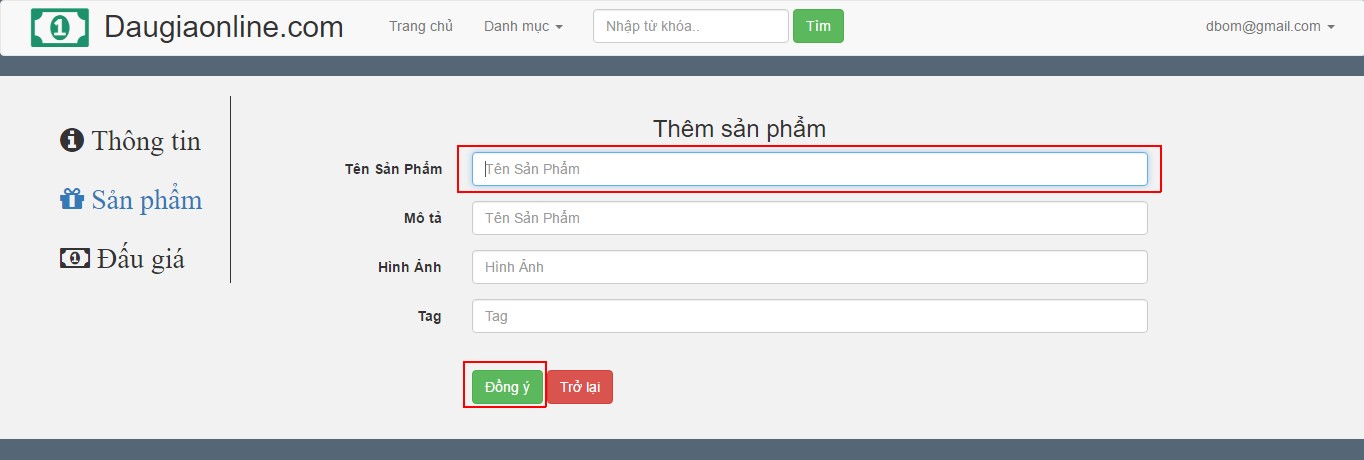 Daugiaonline.com Trang chủ Danh mục Nhập từ khóa.. Tìm dbom@gmail.com
Thông tin
Sản phẩm
Đấu giá
Thêm sản phẩm
Tên Sản Phẩm Tên Sản Phẩm
Mô tả Tên Sản Phẩm
Hình Ảnh Hình Ảnh
Tag Tag
Đồng ý Trở lại